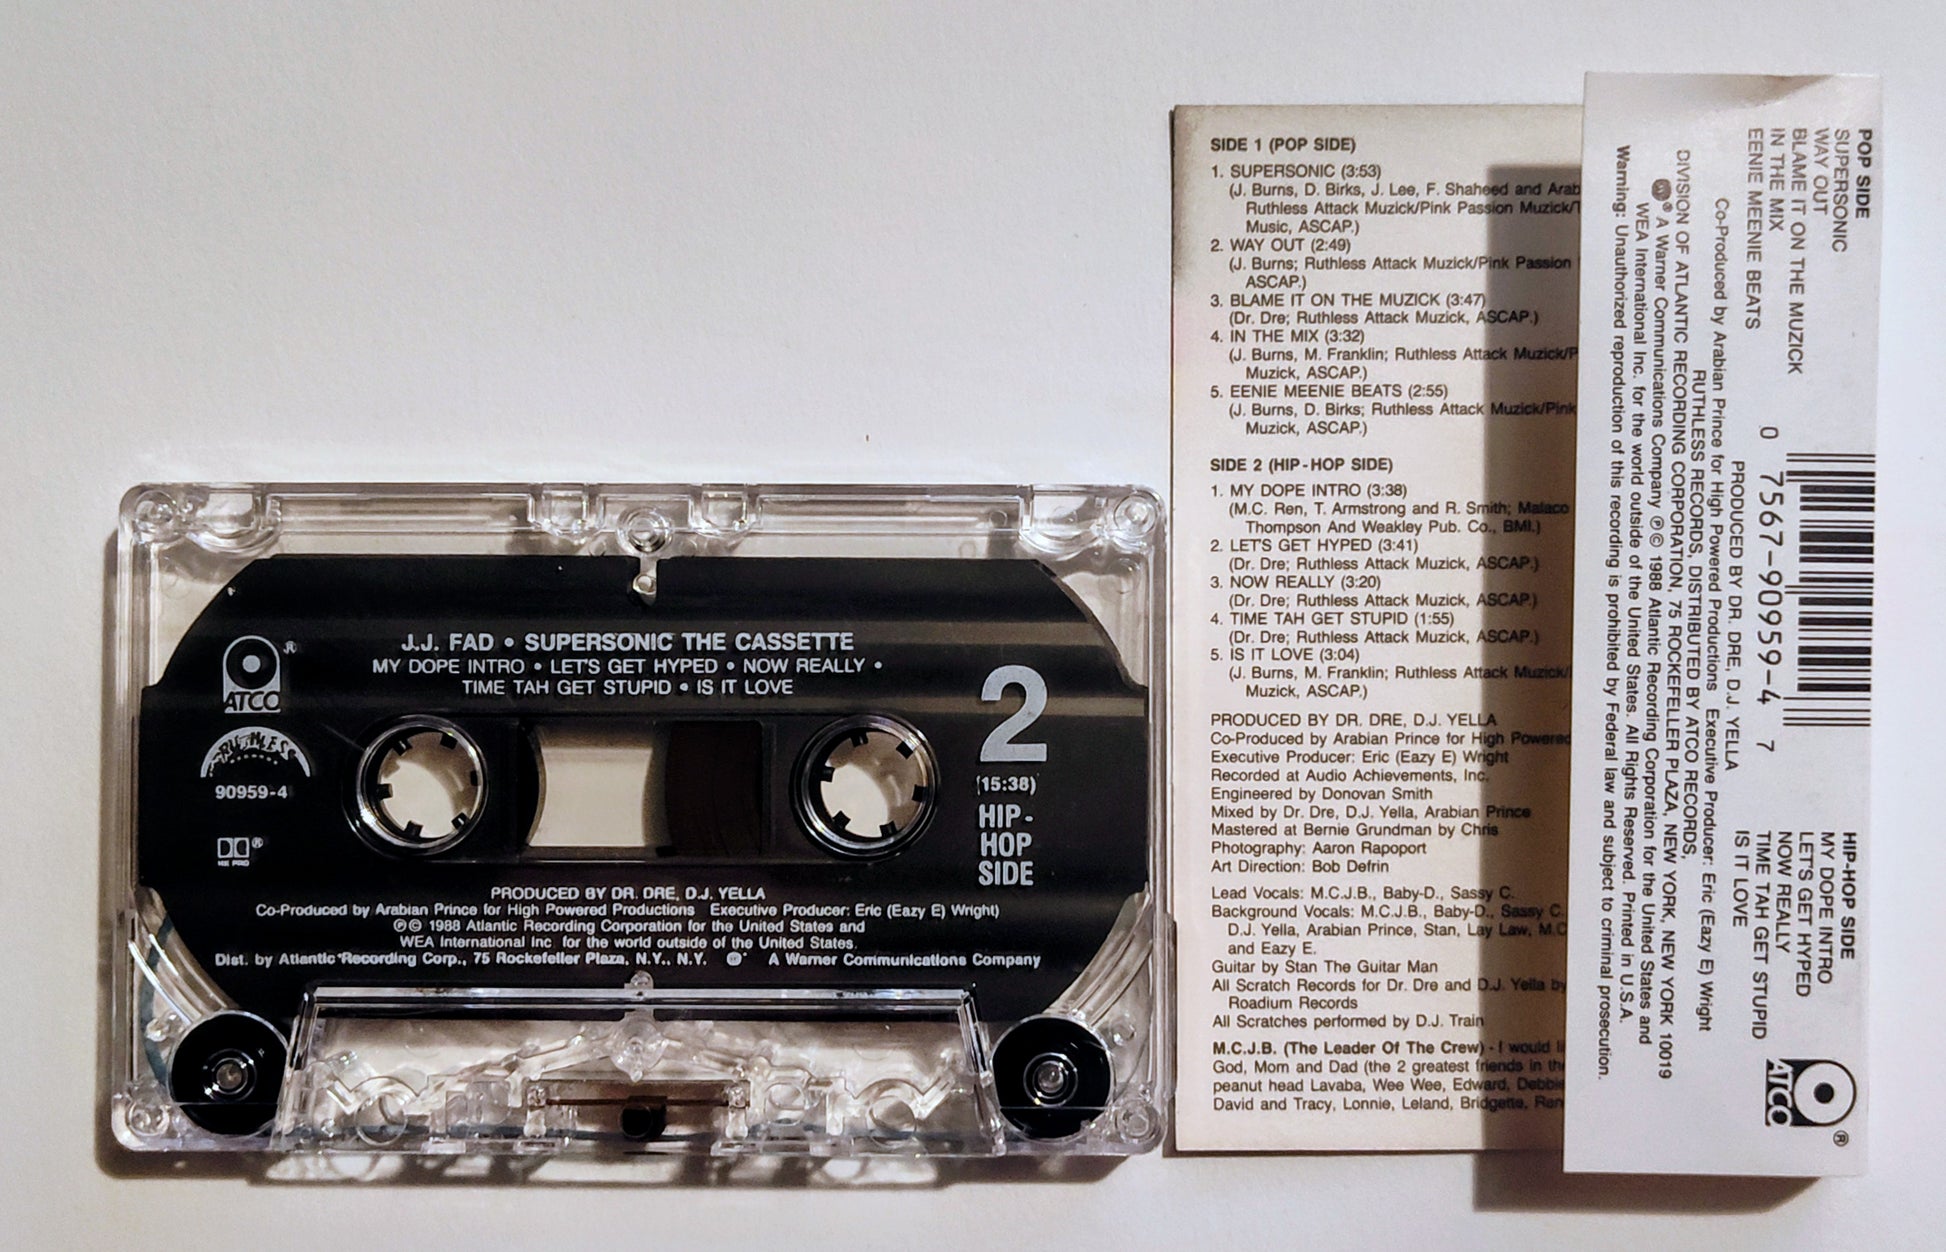 J.J. FAD • SUPERSONIC THE CASSETTE
MY DOPE INTRO • LET'S GET HYPED • NOW REALLY •
TIME TAH GET STUPID • IS IT LOVE
ATCO ®
RUTHLESS
90959-4
®
HX PRO
2
(15:38)
HIP-
HOP
SIDE
PRODUCED BY DR. DRE, D.J. YELLA
Co-Produced by Arabian Prince for High Powered Productions Executive Producer: Eric (Eazy E) Wright)
℗© 1988 Atlantic Recording Corporation for the United States and
WEA International Inc. for the world outside of the United States.
Dist. by Atlantic Recording Corp., 75 Rockefeller Plaza, N.Y., N.Y. A Warner Communications Company
SIDE 1 (POP SIDE)
1. SUPERSONIC (3:53)
(J. Burns, D. Birks, J. Lee, F. Shaheed and Arab
Ruthless Attack Muzick/Pink Passion Muzick/
Music, ASCAP.)
2. WAY OUT (2:49)
(J. Burns; Ruthless Attack Muzick/Pink Passion
ASCAP.)
3. BLAME IT ON THE MUZICK (3:47)
(Dr. Dre; Ruthless Attack Muzick, ASCAP.)
4. IN THE MIX (3:32)
(J. Burns, M. Franklin; Ruthless Attack Muzick/P
Muzick, ASCAP.)
5. EENIE MEENIE BEATS (2:55)
(J. Burns, D. Birks; Ruthless Attack Muzick/Pink
Muzick, ASCAP.)
SIDE 2 (HIP-HOP SIDE)
1. MY DOPE INTRO (3:38)
(M.C. Ren, T. Armstrong and R. Smith; Malaco
Thompson And Weakley Pub. Co., BMI.)
2. LET'S GET HYPED (3:41)
(Dr. Dre; Ruthless Attack Muzick, ASCAP.)
3. NOW REALLY (3:20)
(Dr. Dre; Ruthless Attack Muzick, ASCAP.)
4. TIME TAH GET STUPID (1:55)
(Dr. Dre; Ruthless Attack Muzick, ASCAP.)
5. IS IT LOVE (3:04)
(J. Burns, M. Franklin; Ruthless Attack Muzick/
Muzick, ASCAP.)
PRODUCED BY DR. DRE, D.J. YELLA
Co-Produced by Arabian Prince for High Powered
Executive Producer: Eric (Eazy E) Wright
Recorded at Audio Achievements, Inc.
Engineered by Donovan Smith
Mixed by Dr. Dre, D.J. Yella, Arabian Prince
Mastered at Bernie Grundman by Chris
Photography: Aaron Rapoport
Art Direction: Bob Defrin
Lead Vocals: M.C.J.B., Baby-D., Sassy C.
Background Vocals: M.C.J.B., Baby-D., Sassy C.
D.J. Yella, Arabian Prince, Stan, Lay Law, M.C
and Eazy E.
Guitar by Stan The Guitar Man
All Scratch Records for Dr. Dre and D.J. Yella by
Roadium Records
All Scratches performed by D.J. Train
M.C.J.B. (The Leader Of The Crew) - I would li
God, Mom and Dad (the 2 greatest friends in the
peanut head Lavaba, Wee Wee, Edward, Debbie
David and Tracy, Lonnie, Leland, Bridgette, Ren
POP SIDE
SUPERSONIC
WAY OUT
BLAME IT ON THE MUZICK
IN THE MIX
EENIE MEENIE BEATS
0 7567-90959-4 7
HIP-HOP SIDE
MY DOPE INTRO
LET'S GET HYPED
NOW REALLY
TIME TAH GET STUPID
IS IT LOVE
PRODUCED BY DR. DRE, D.J. YELLA
Co-Produced by Arabian Prince for High Powered Productions Executive Producer: Eric (Eazy E) Wright
RUTHLESS RECORDS, DISTRIBUTED BY ATCO RECORDS,
DIVISION OF ATLANTIC RECORDING CORPORATION, 75 ROCKEFELLER PLAZA, NEW YORK, NEW YORK 10019
® A Warner Communications Company ℗© 1988 Atlantic Recording Corporation for the United States and
WEA International Inc. for the world outside of the United States. All Rights Reserved. Printed in U.S.A.
Warning: Unauthorized reproduction of this recording is prohibited by Federal law and subject to criminal prosecution.
ATCO ®